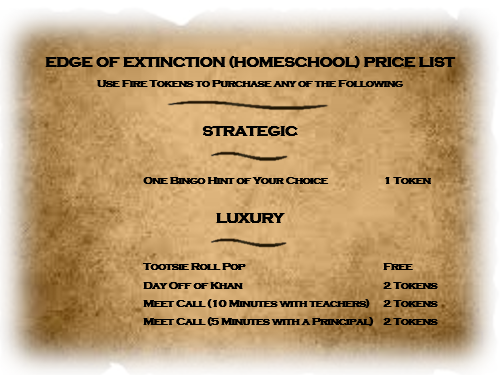 EDGE OF EXTINCTION (HOMESCHOOL) PRICE LIST
USE FIRE TOKENS TO PURCHASE ANY OF THE FOLLOWING
STRATEGIC
ONE BINGO HINT OF YOUR CHOICE 1 TOKEN
LUXURY
TOOTSIE ROLL POP FREE
DAY OFF OF KHAN 2 TOKENS
MEET CALL (10 MINUTES WITH TEACHERS) 2 TOKENS
MEET CALL (5 MINUTES WITH A PRINCIPAL) 2 TOKENS